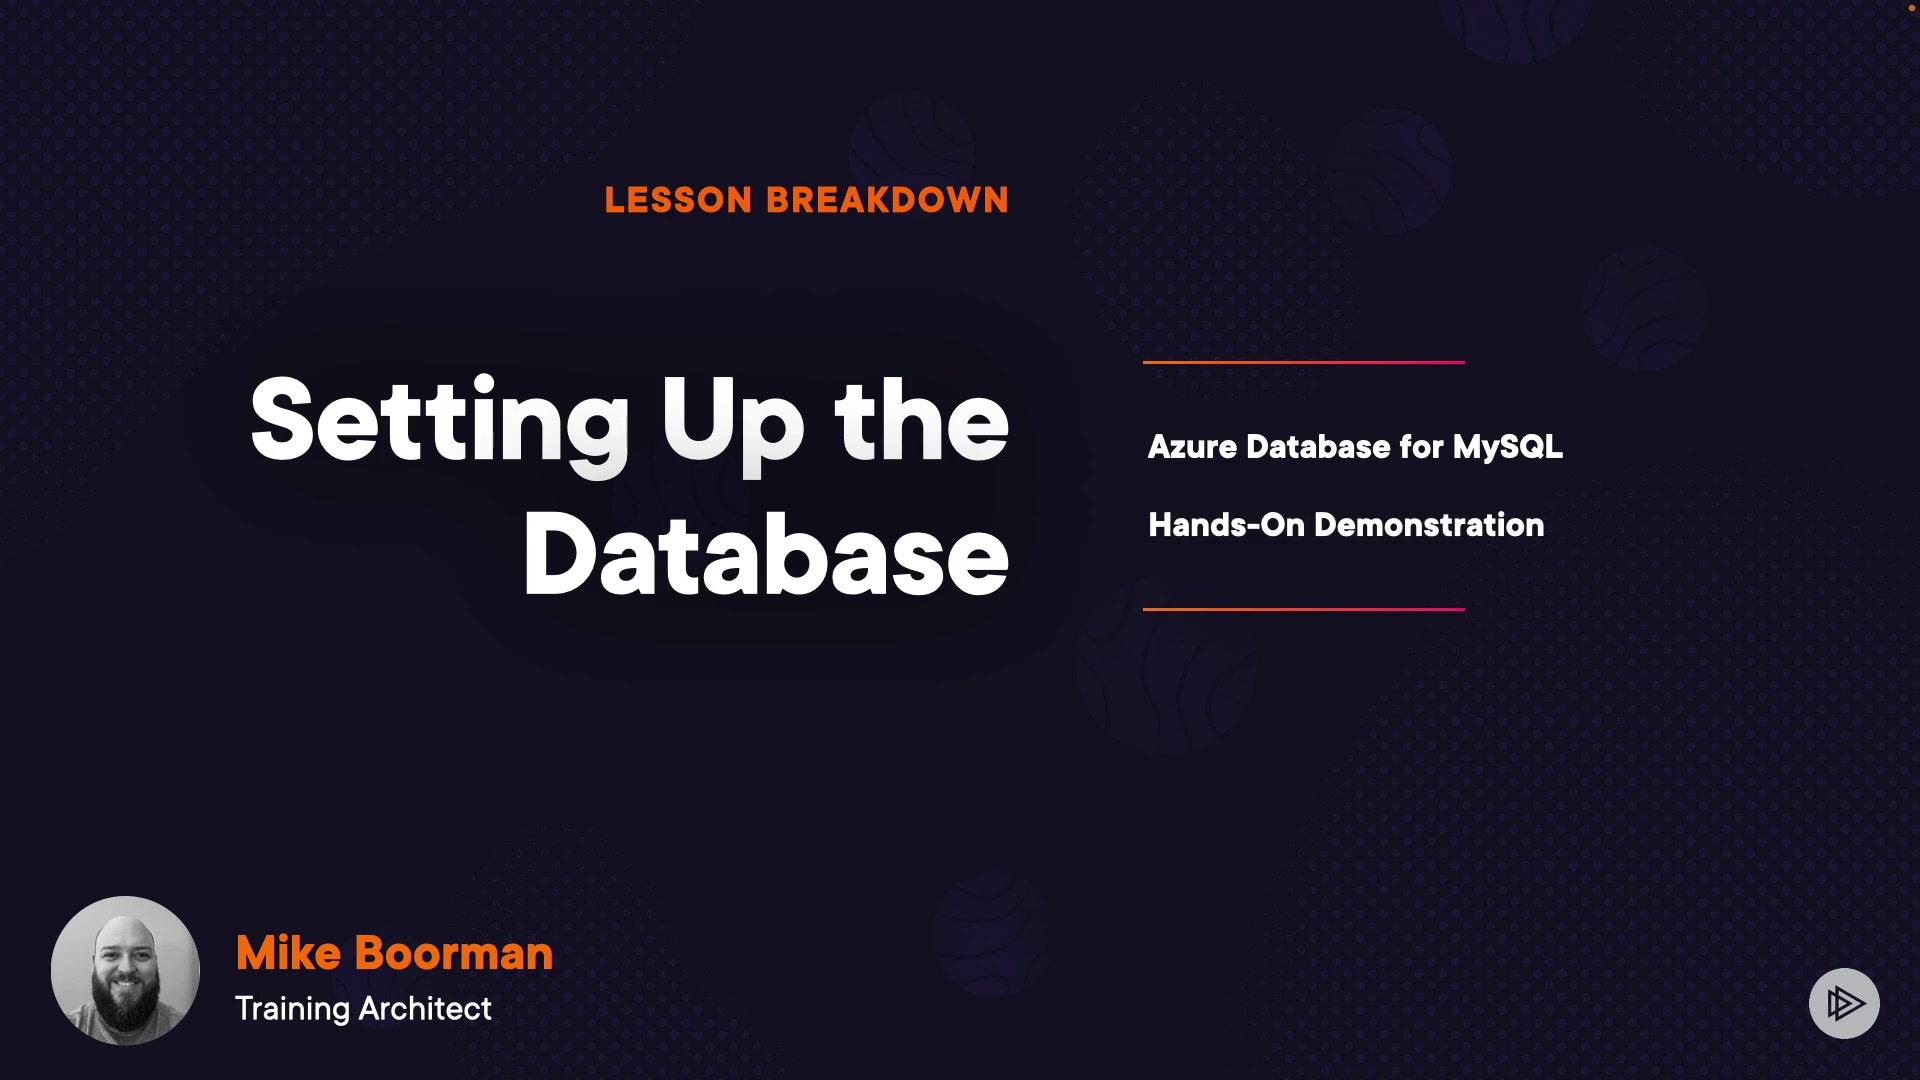 LESSON BREAKDOWN
Setting Up the
Database
Azure Database for MySQL
Hands-On Demonstration
Mike Boorman
Training Architect